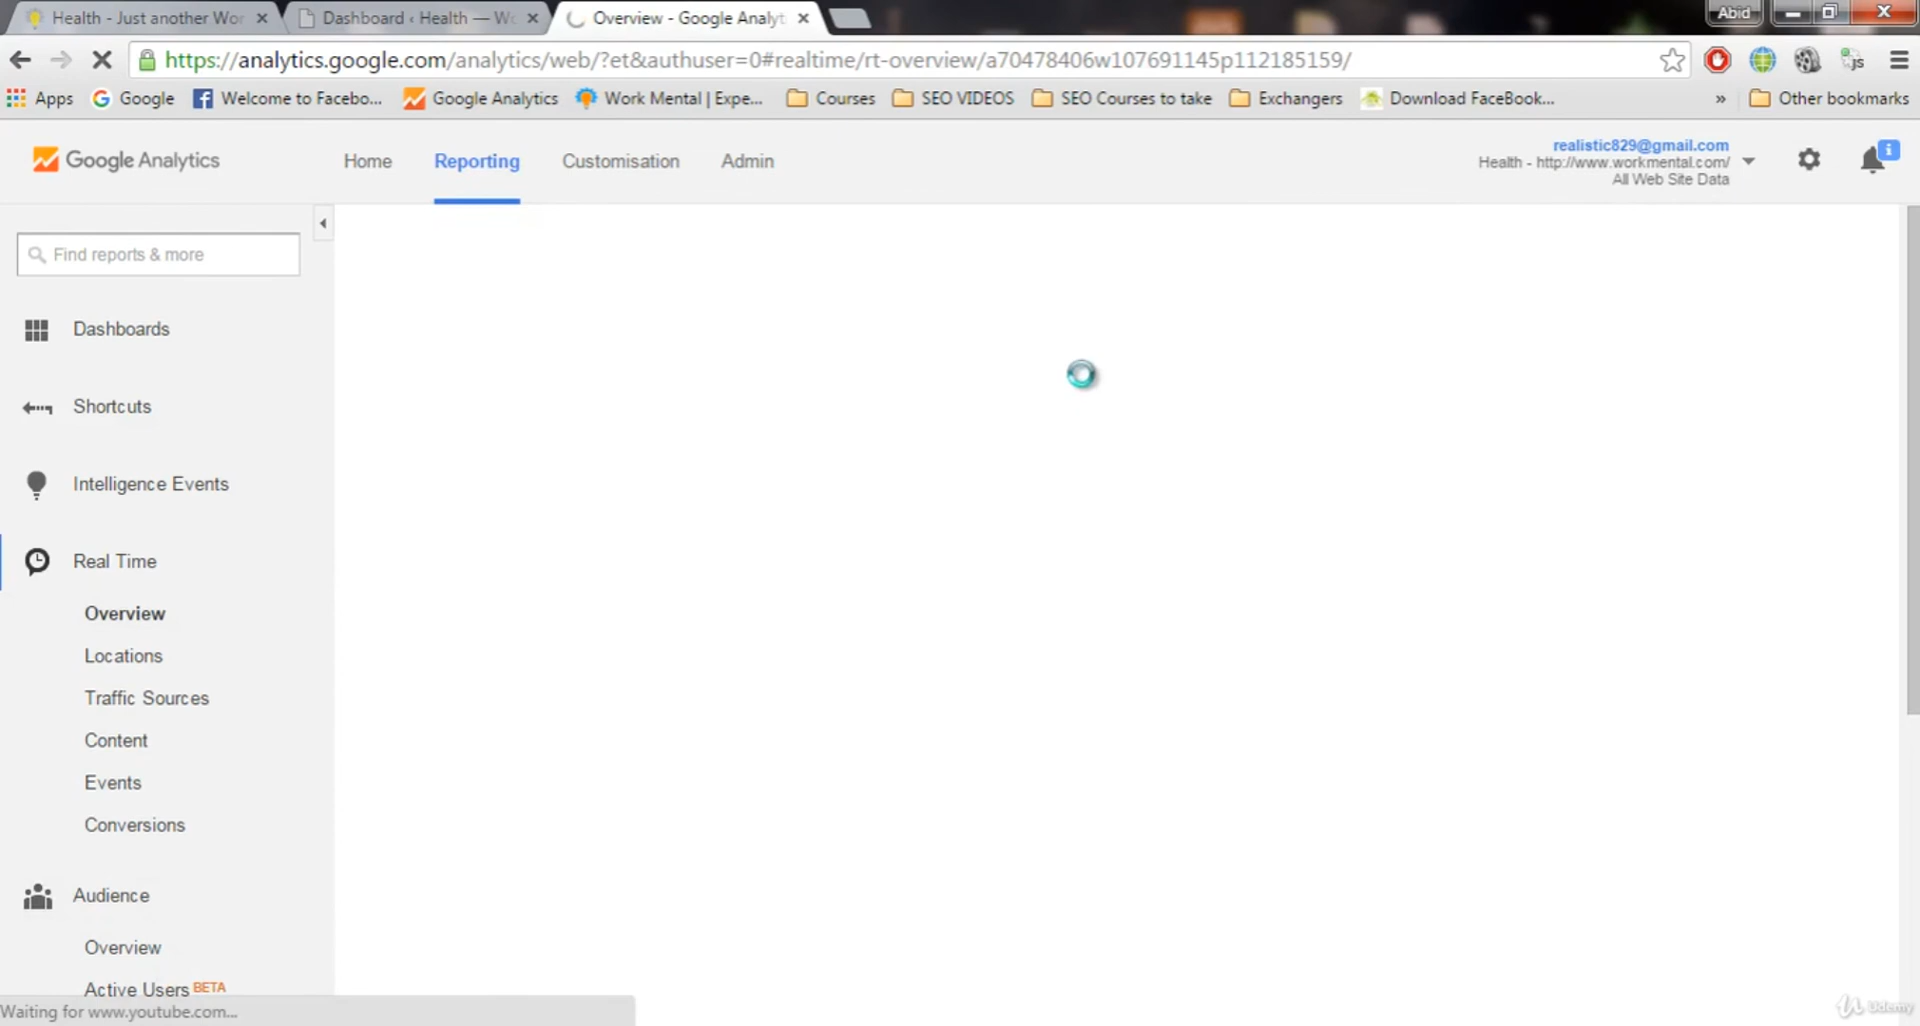 Health - Just another Wor
Dashboard ‹ Health — Wo
Overview - Google Analyt
Abid
https://analytics.google.com/analytics/web/?et&authuser=0#realtime/rt-overview/a70478406w107691145p112185159/
Apps
Google
Welcome to Facebo...
Google Analytics
Work Mental | Expe...
Courses
SEO VIDEOS
SEO Courses to take
Exchangers
Download FaceBook...
»
Other bookmarks
Google Analytics
Home
Reporting
Customisation
Admin
realistic829@gmail.com
Health - http://www.workmental.com/
All Web Site Data
Find reports & more
Dashboards
Shortcuts
Intelligence Events
Real Time
Overview
Locations
Traffic Sources
Content
Events
Conversions
Audience
Overview
Active Users BETA
Waiting for www.youtube.com...
Udemy